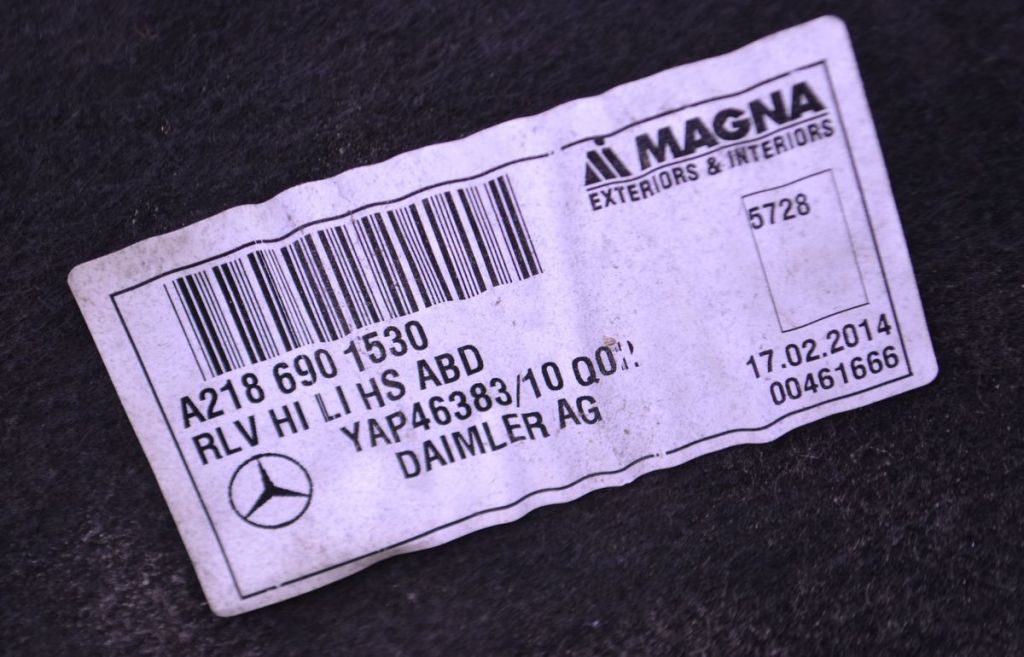 MAGNA
EXTERIORS & INTERIORS
5728
A218 690 1530
RLV HI LI HS ABD
YAP46383/10
DAIMLER AG
17.02.2014
00461666